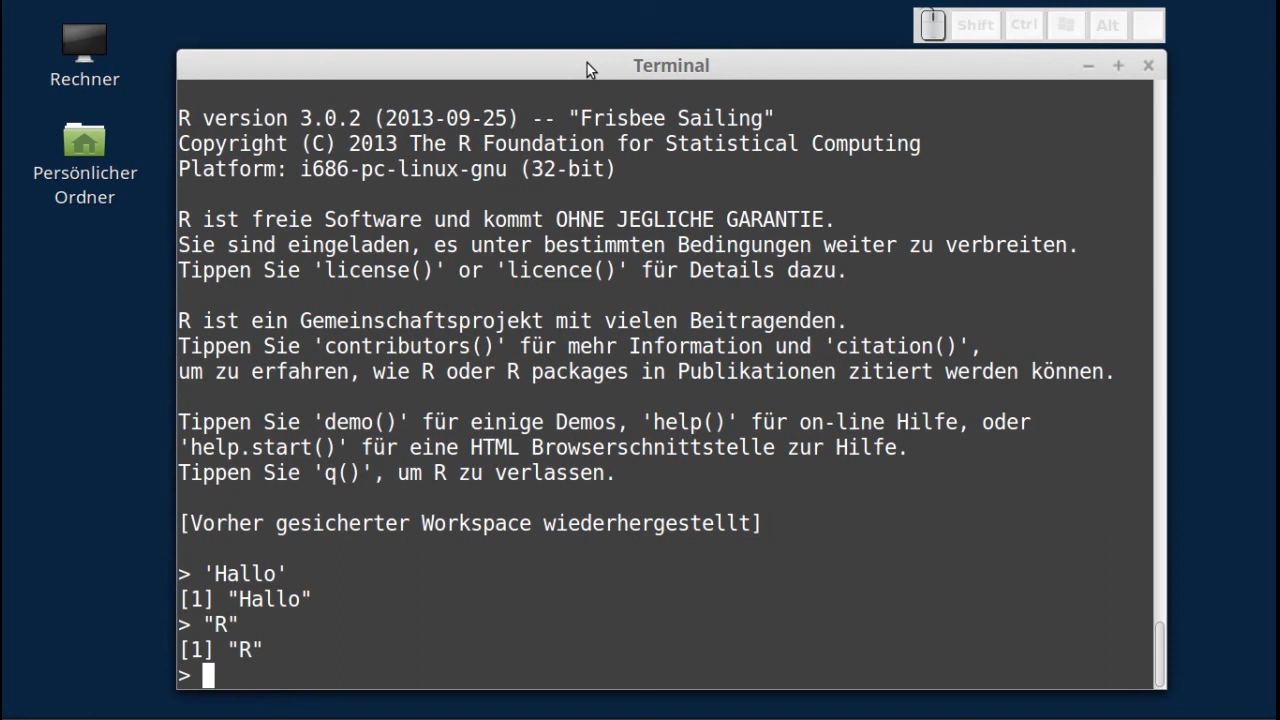 Rechner
Persönlicher
Ordner
Shift Ctrl Alt
Terminal
R version 3.0.2 (2013-09-25) -- "Frisbee Sailing"
Copyright (C) 2013 The R Foundation for Statistical Computing
Platform: i686-pc-linux-gnu (32-bit)
R ist freie Software und kommt OHNE JEGLICHE GARANTIE.
Sie sind eingeladen, es unter bestimmten Bedingungen weiter zu verbreiten.
Tippen Sie 'license()' or 'licence()' für Details dazu.
R ist ein Gemeinschaftsprojekt mit vielen Beitragenden.
Tippen Sie 'contributors()' für mehr Information und 'citation()',
um zu erfahren, wie R oder R packages in Publikationen zitiert werden können.
Tippen Sie 'demo()' für einige Demos, 'help()' für on-line Hilfe, oder
'help.start()' für eine HTML Browserschnittstelle zur Hilfe.
Tippen Sie 'q()', um R zu verlassen.
[Vorher gesicherter Workspace wiederhergestellt]
> 'Hallo'
[1] "Hallo"
> "R"
[1] "R"
>